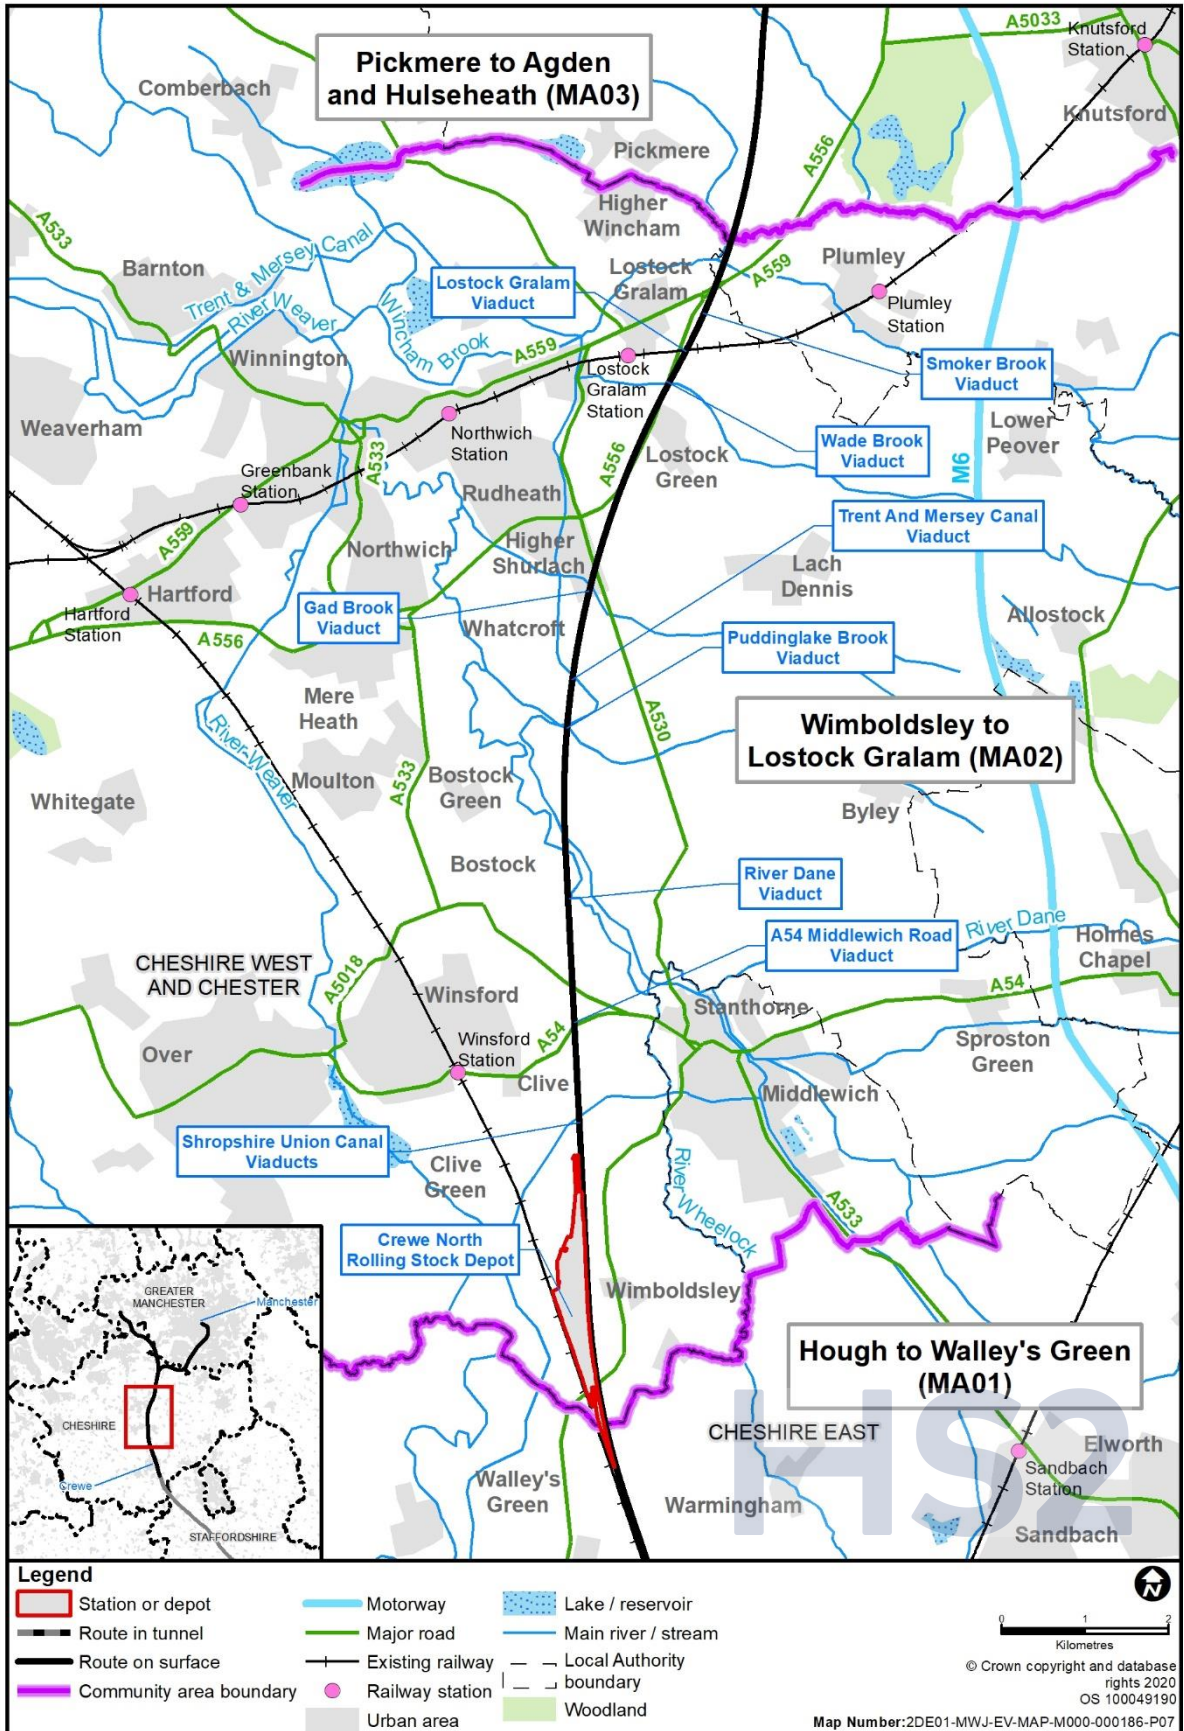 A5033
Knutsford
Station
Knutsford
Pickmere to Agden
and Hulseheath (MA03)
Comberbach
Pickmere
A556
Higher
Wincham
A533
Barnton
Trent & Mersey Canal
River Weaver
Winnington
Wincham Brook
Lostock Gralam
Viaduct
Lostock
Gralam
A559
Plumley
Plumley
Station
A559
Lostock
Gralam
Station
Smoker Brook
Viaduct
Weaverham
Northwich
Station
Lower
Peover
Wade Brook
Viaduct
M6
A533
A556
Lostock
Green
Greenbank
Station
Rudheath
Trent And Mersey Canal
Viaduct
A559
Northwich
Higher
Shurlach
Lach
Dennis
Hartford
Hartford
Station
Gad Brook
Viaduct
Whatcroft
Allostock
A556
Puddinglake Brook
Viaduct
Mere
Heath
River Weaver
A530
Wimboldsley to
Lostock Gralam (MA02)
Whitegate
Moulton
A533
Bostock
Green
Byley
Bostock
River Dane
Viaduct
River Dane
A54 Middlewich Road
Viaduct
Holmes
Chapel
CHESHIRE WEST
AND CHESTER
A5018
Winsford
Stanthorne
A54
Over
Winsford
Station
A54
Clive
Sproston
Green
Middlewich
Shropshire Union Canal
Viaducts
Clive
Green
River Wheelock
A533
Crewe North
Rolling Stock Depot
Wimboldsley
GREATER
MANCHESTER
Manchester
CHESHIRE
Crewe
STAFFORDSHIRE
Hough to Walley's Green
(MA01)
HS2
CHESHIRE EAST
Elworth
Sandbach
Station
Walley's
Green
Warmingham
Sandbach
Legend
Station or depot
Route in tunnel
Route on surface
Community area boundary
Motorway
Major road
Existing railway
Railway station
Urban area
Lake / reservoir
Main river / stream
Local Authority
boundary
Woodland
N
0 1 2
Kilometres
© Crown copyright and database
rights 2020
OS 100049190
Map Number:2DE01-MWJ-EV-MAP-M000-000186-P07